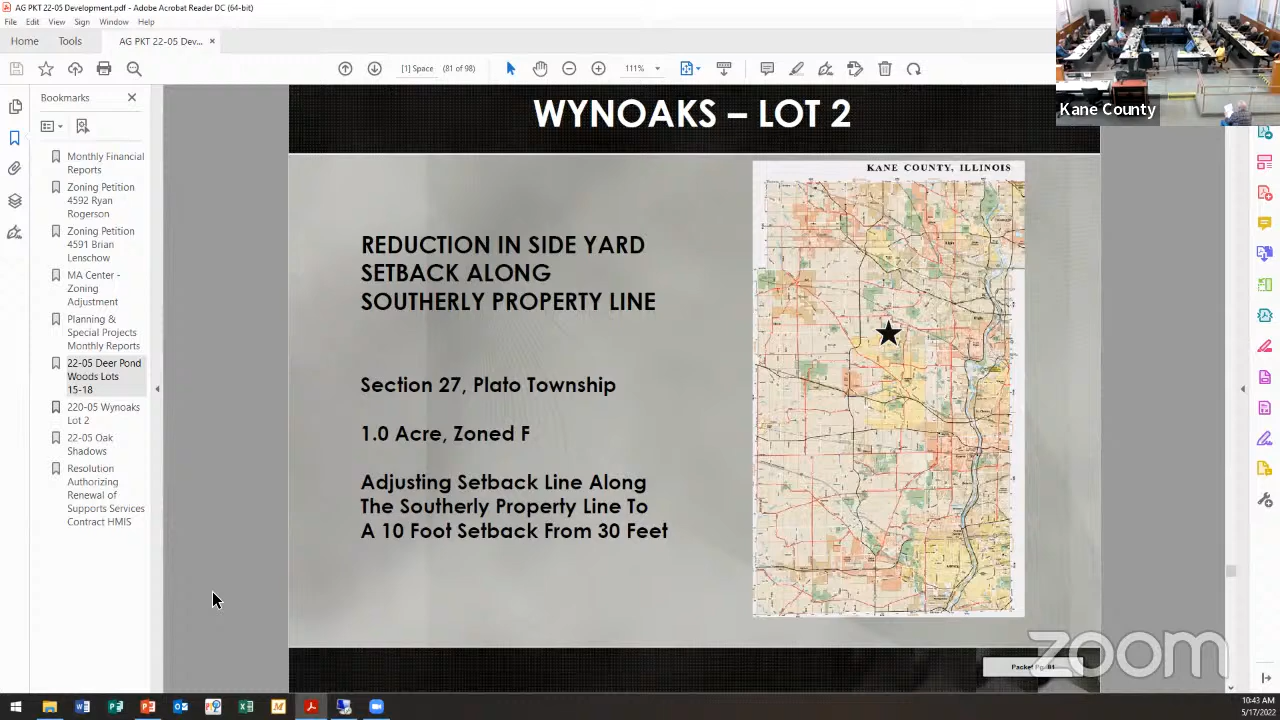 AG PKT 22-05 Development.pdf - Adobe Acrobat Reader DC (64-bit)
File Edit View Sign Window Help
Home Tools AG PKT 22-05 Dev... ×
[1] Space (81 of 98) 111%
Bookmarks
Monthly Financial
Reports
Zoning Petition
4592 Ryan
Rogerson
Zoning Petition
4591 Brian
Lenschow
MA Center -
Zoning
Adjustment
Planning &
Special Projects
Monthly Reports
22-05 Deer Pond
Woods Lots
15-18
220-05 Wynoaks
Lot 2
22-05 Oak
Shadows
Resolution
Authorizing
Renewal of
Supports Services
Contract HMIS
WYNOAKS – LOT 2
REDUCTION IN SIDE YARD
SETBACK ALONG
SOUTHERLY PROPERTY LINE
Section 27, Plato Township
1.0 Acre, Zoned F
Adjusting Setback Line Along
The Southerly Property Line To
A 10 Foot Setback From 30 Feet
KANE COUNTY, ILLINOIS
Kane County
Packet Pg. 81
zoom
10:43 AM
5/17/2022